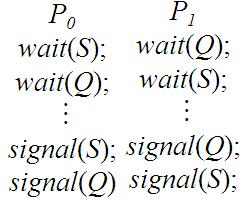 P0 P1
wait(S); wait(Q);
wait(Q); wait(S);
⋮ ⋮
signal(S); signal(Q);
signal(Q) signal(S);